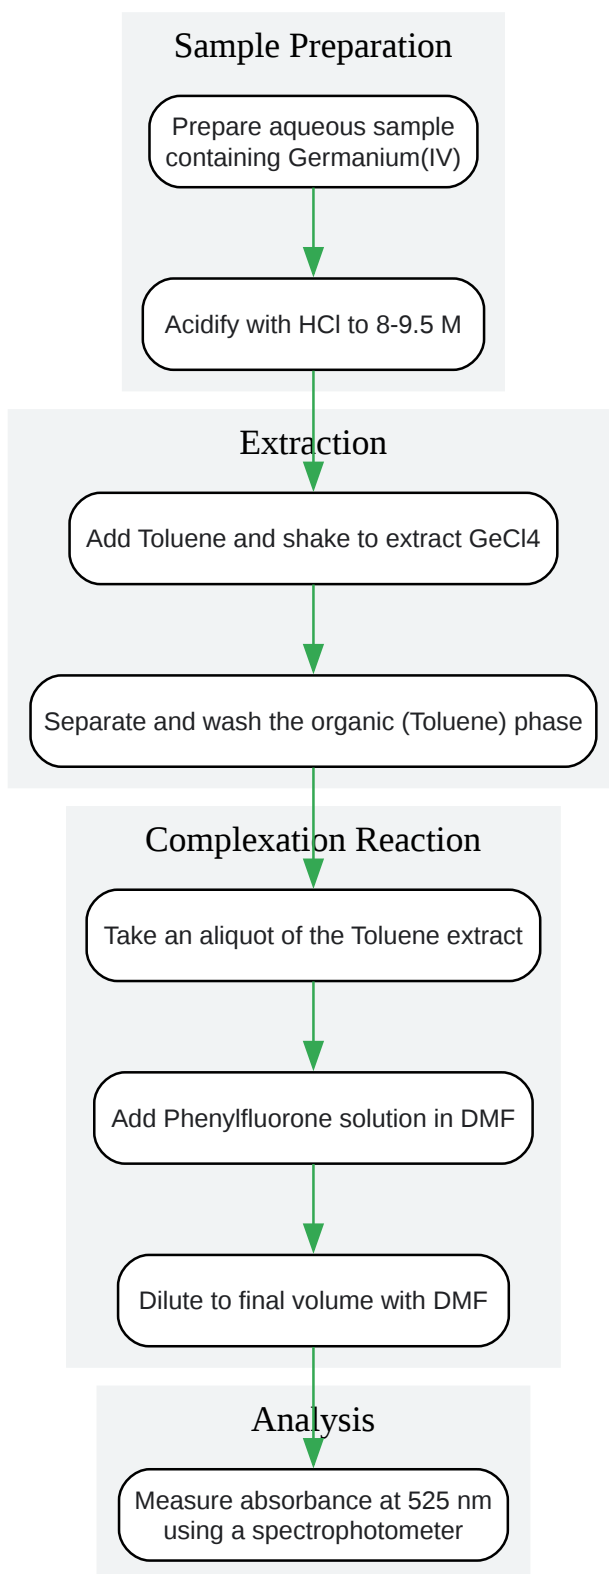 Sample Preparation
Prepare aqueous sample
containing Germanium(IV)
Acidify with HCl to 8-9.5 M
Extraction
Add Toluene and shake to extract GeCl4
Separate and wash the organic (Toluene) phase
Complexation Reaction
Take an aliquot of the Toluene extract
Add Phenylfluorone solution in DMF
Dilute to final volume with DMF
Analysis
Measure absorbance at 525 nm
using a spectrophotometer